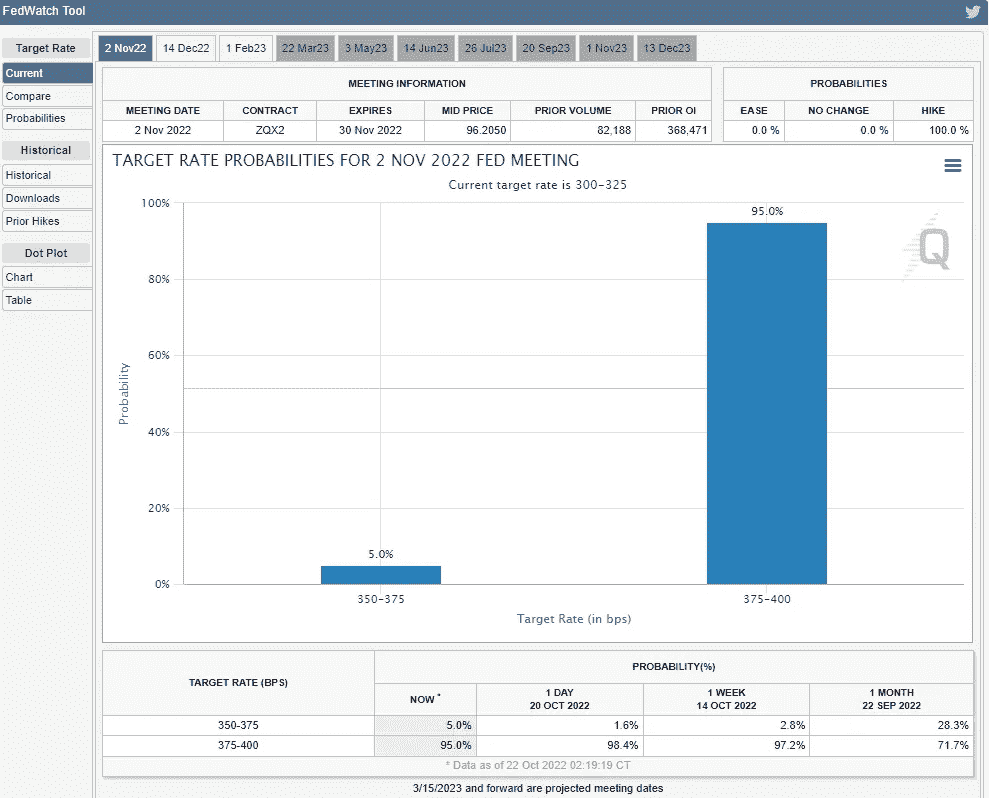 FedWatch Tool
Target Rate
Current
Compare
Probabilities
Historical
Historical
Downloads
Prior Hikes
Dot Plot
Chart
Table
2 Nov22 14 Dec22 1 Feb23 22 Mar23 3 May23 14 Jun23 26 Jul23 20 Sep23 1 Nov23 13 Dec23
MEETING INFORMATION
MEETING DATE CONTRACT EXPIRES MID PRICE PRIOR VOLUME PRIOR OI
2 Nov 2022 ZQX2 30 Nov 2022 96.2050 82,188 368,471
PROBABILITIES
EASE NO CHANGE HIKE
0.0 % 0.0 % 100.0 %
TARGET RATE PROBABILITIES FOR 2 NOV 2022 FED MEETING
Current target rate is 300-325
100%
80%
60%
40%
20%
0%
Probability
95.0%
5.0%
Q
350-375 375-400
Target Rate (in bps)
TARGET RATE (BPS) PROBABILITY(%)
NOW * 1 DAY 1 WEEK 1 MONTH
20 OCT 2022 14 OCT 2022 22 SEP 2022
350-375 5.0% 1.6% 2.8% 28.3%
375-400 95.0% 98.4% 97.2% 71.7%
* Data as of 22 Oct 2022 02:19:19 CT
3/15/2023 and forward are projected meeting dates